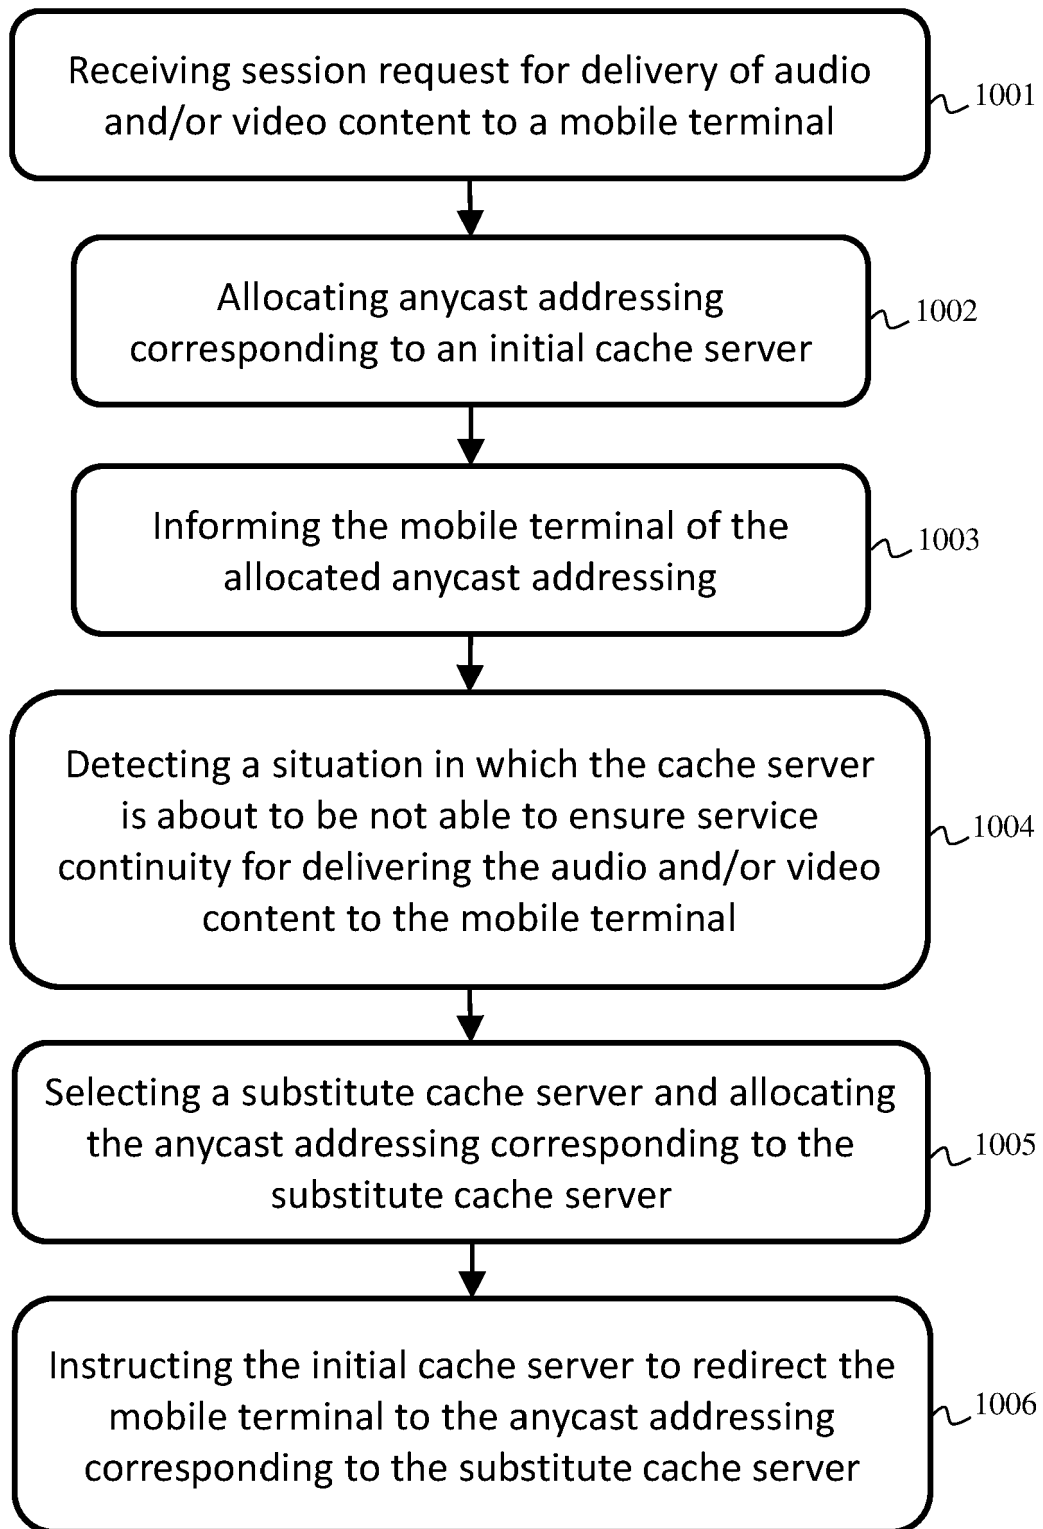 Receiving session request for delivery of audio
and/or video content to a mobile terminal
1001
Allocating anycast addressing
corresponding to an initial cache server
1002
Informing the mobile terminal of the
allocated anycast addressing
1003
Detecting a situation in which the cache server
is about to be not able to ensure service
continuity for delivering the audio and/or video
content to the mobile terminal
1004
Selecting a substitute cache server and allocating
the anycast addressing corresponding to the
substitute cache server
1005
Instructing the initial cache server to redirect the
mobile terminal to the anycast addressing
corresponding to the substitute cache server
1006